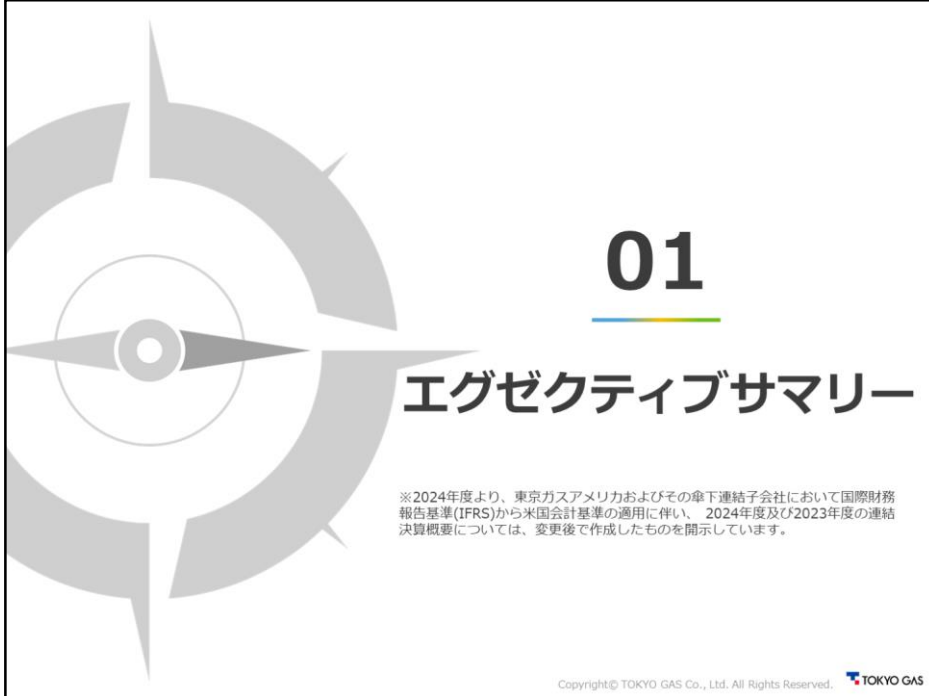 01
エグゼクティブサマリー
※2024年度より、東京ガスアメリカおよびその傘下連結子会社において国際財務
報告基準(IFRS)から米国会計基準の適用に伴い、 2024年度及び2023年度の連結
決算概要については、変更後で作成したものを開示しています。
Copyright© TOKYO GAS Co., Ltd. All Rights Reserved. TOKYO GAS